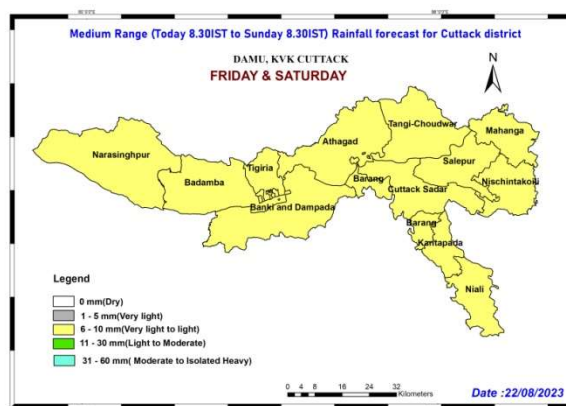 Medium Range (Today 8.30IST to Sunday 8.30IST) Rainfall forecast for Cuttack district
DAMU, KVK CUTTACK
FRIDAY & SATURDAY
N
Tangi-Choudwar
Mahanga
Athagad
Narasinghpur
Tigiria
Salepur
Badamba
Barang
Nischintakoili
Cuttack Sadar
Banki and Dampada
Barang
Kantapada
Niali
Legend
0 mm(Dry)
1 - 5 mm(Very light)
6 - 10 mm(Very light to light)
11 - 30 mm(Light to Moderate)
31 - 60 mm( Moderate to Isolated Heavy)
0 4 8 16 24 32
Kilometers
Date :22/08/2023